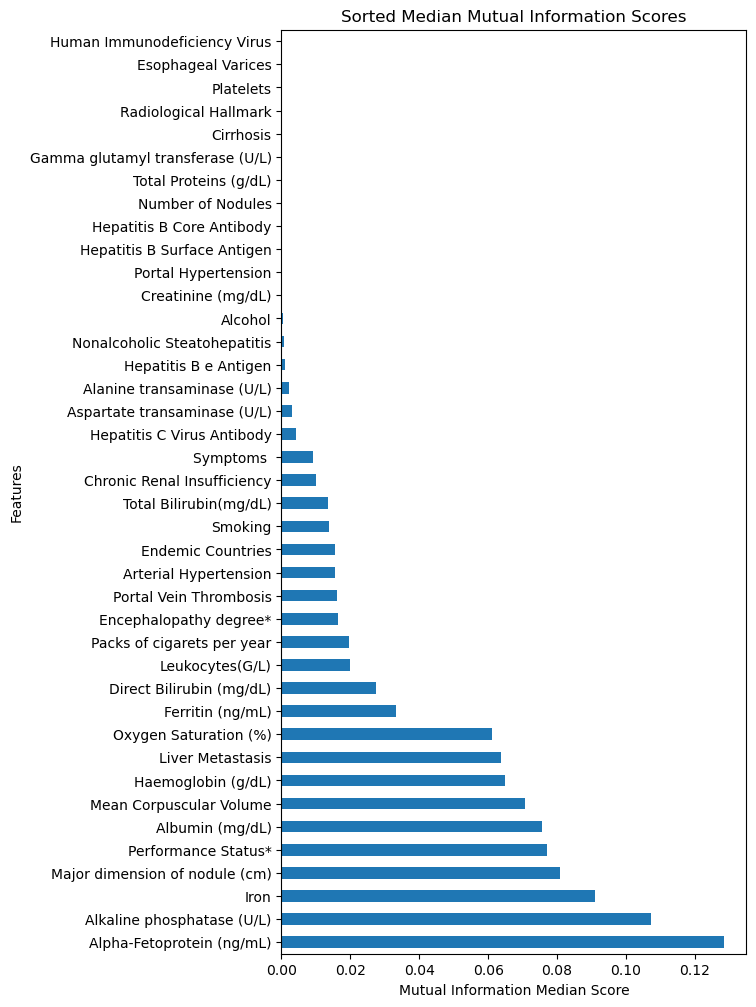 Sorted Median Mutual Information Scores
Human Immunodeficiency Virus
Esophageal Varices
Platelets
Radiological Hallmark
Cirrhosis
Gamma glutamyl transferase (U/L)
Total Proteins (g/dL)
Number of Nodules
Hepatitis B Core Antibody
Hepatitis B Surface Antigen
Portal Hypertension
Creatinine (mg/dL)
Alcohol
Nonalcoholic Steatohepatitis
Hepatitis B e Antigen
Alanine transaminase (U/L)
Aspartate transaminase (U/L)
Hepatitis C Virus Antibody
Symptoms
Chronic Renal Insufficiency
Total Bilirubin(mg/dL)
Smoking
Endemic Countries
Arterial Hypertension
Portal Vein Thrombosis
Encephalopathy degree*
Packs of cigarets per year
Leukocytes(G/L)
Direct Bilirubin (mg/dL)
Ferritin (ng/mL)
Oxygen Saturation (%)
Liver Metastasis
Haemoglobin (g/dL)
Mean Corpuscular Volume
Albumin (mg/dL)
Performance Status*
Major dimension of nodule (cm)
Iron
Alkaline phosphatase (U/L)
Alpha-Fetoprotein (ng/mL)
Features
0.00 0.02 0.04 0.06 0.08 0.10 0.12
Mutual Information Median Score